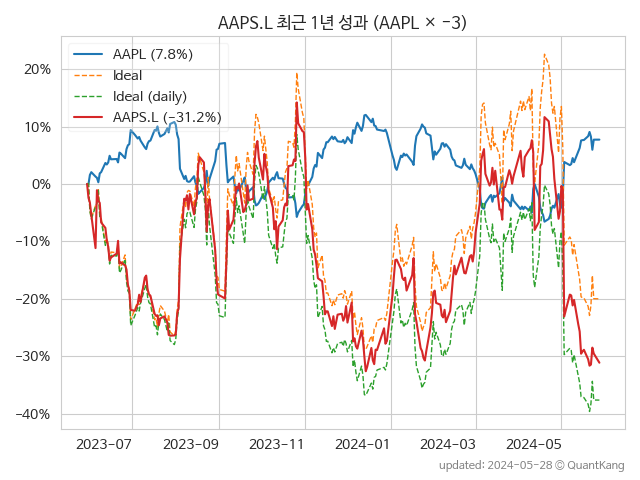 AAPS.L 최근 1년 성과 (AAPL × −3)
AAPL (7.8%)
Ideal
Ideal (daily)
AAPS.L (−31.2%)
20%
10%
0%
−10%
−20%
−30%
−40%
2023−07 2023−09 2023−11 2024−01 2024−03 2024−05
updated: 2024−05−28 © QuantKang